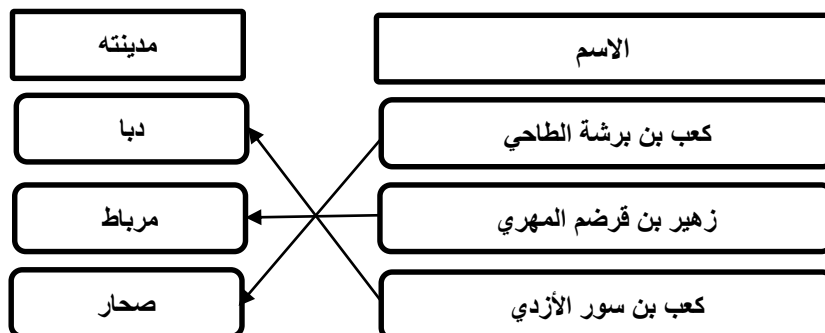 الاسم
مدينته
كعب بن برشة الطاحي
دبا
زهير بن قرضم المهري
مرباط
كعب بن سور الأزدي
صحار